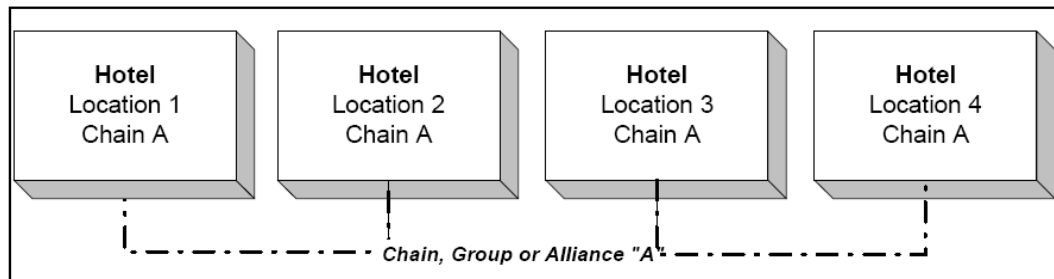 Hotel
Location 1
Chain A
Hotel
Location 2
Chain A
Hotel
Location 3
Chain A
Hotel
Location 4
Chain A
Chain, Group or Alliance "A"